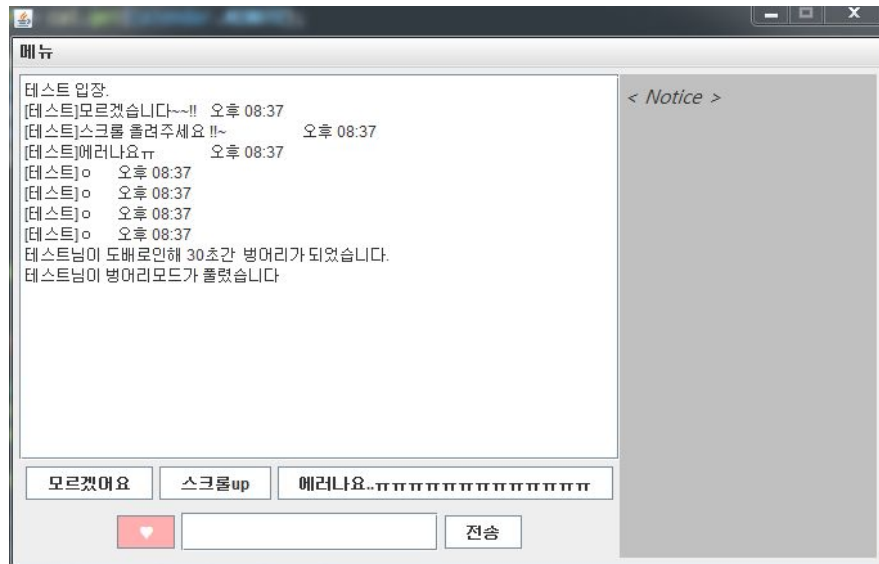 메뉴
테스트 입장.
[테스트]모르겠습니다~~!! 오후 08:37
[테스트]스크롤 올려주세요 !!~ 오후 08:37
[테스트]에러나요ㅠ 오후 08:37
[테스트]ㅇ 오후 08:37
[테스트]ㅇ 오후 08:37
[테스트]ㅇ 오후 08:37
[테스트]ㅇ 오후 08:37
테스트님이 도배로인해 30초간 벙어리가 되었습니다.
테스트님이 벙어리모드가 풀렸습니다
< Notice >
모르겠어요 스크롤up 에러나요..ㅠㅠㅠㅠㅠㅠㅠㅠㅠㅠㅠㅠㅠ
♥ 전송